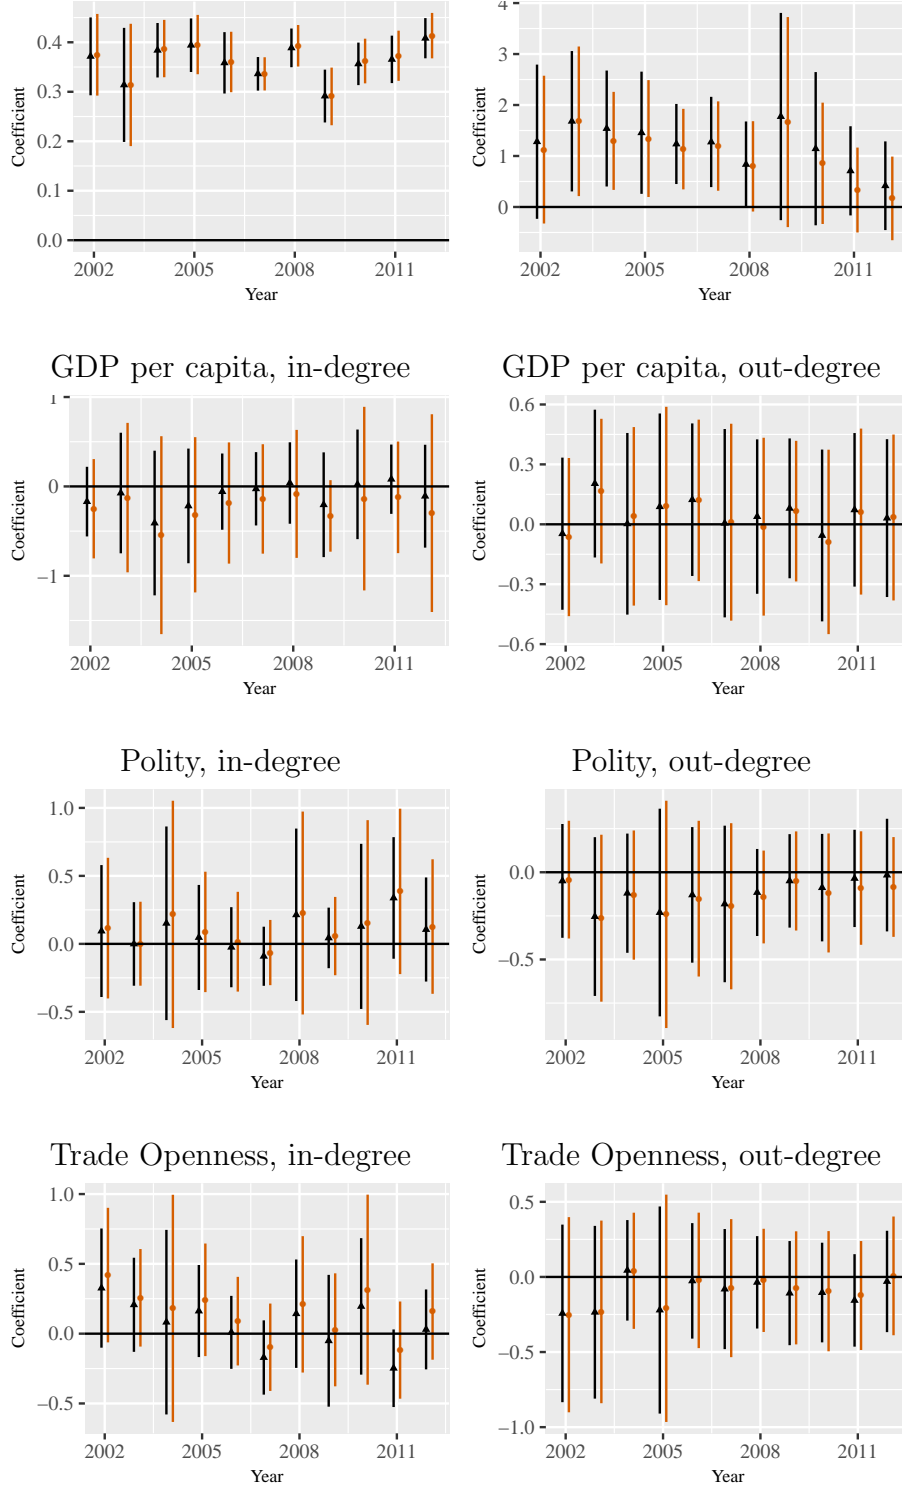 0.4
0.3
0.2
0.1
0.0
Coefficient
2002 2005 2008 2011
Year
4
3
2
1
0
Coefficient
2002 2005 2008 2011
Year
GDP per capita, in-degree
1
0
−1
Coefficient
2002 2005 2008 2011
Year
GDP per capita, out-degree
0.6
0.3
0.0
−0.3
−0.6
Coefficient
2002 2005 2008 2011
Year
Polity, in-degree
1.0
0.5
0.0
−0.5
Coefficient
2002 2005 2008 2011
Year
Polity, out-degree
0.0
−0.5
Coefficient
2002 2005 2008 2011
Year
Trade Openness, in-degree
1.0
0.5
0.0
−0.5
Coefficient
2002 2005 2008 2011
Year
Trade Openness, out-degree
0.5
0.0
−0.5
−1.0
Coefficient
2002 2005 2008 2011
Year